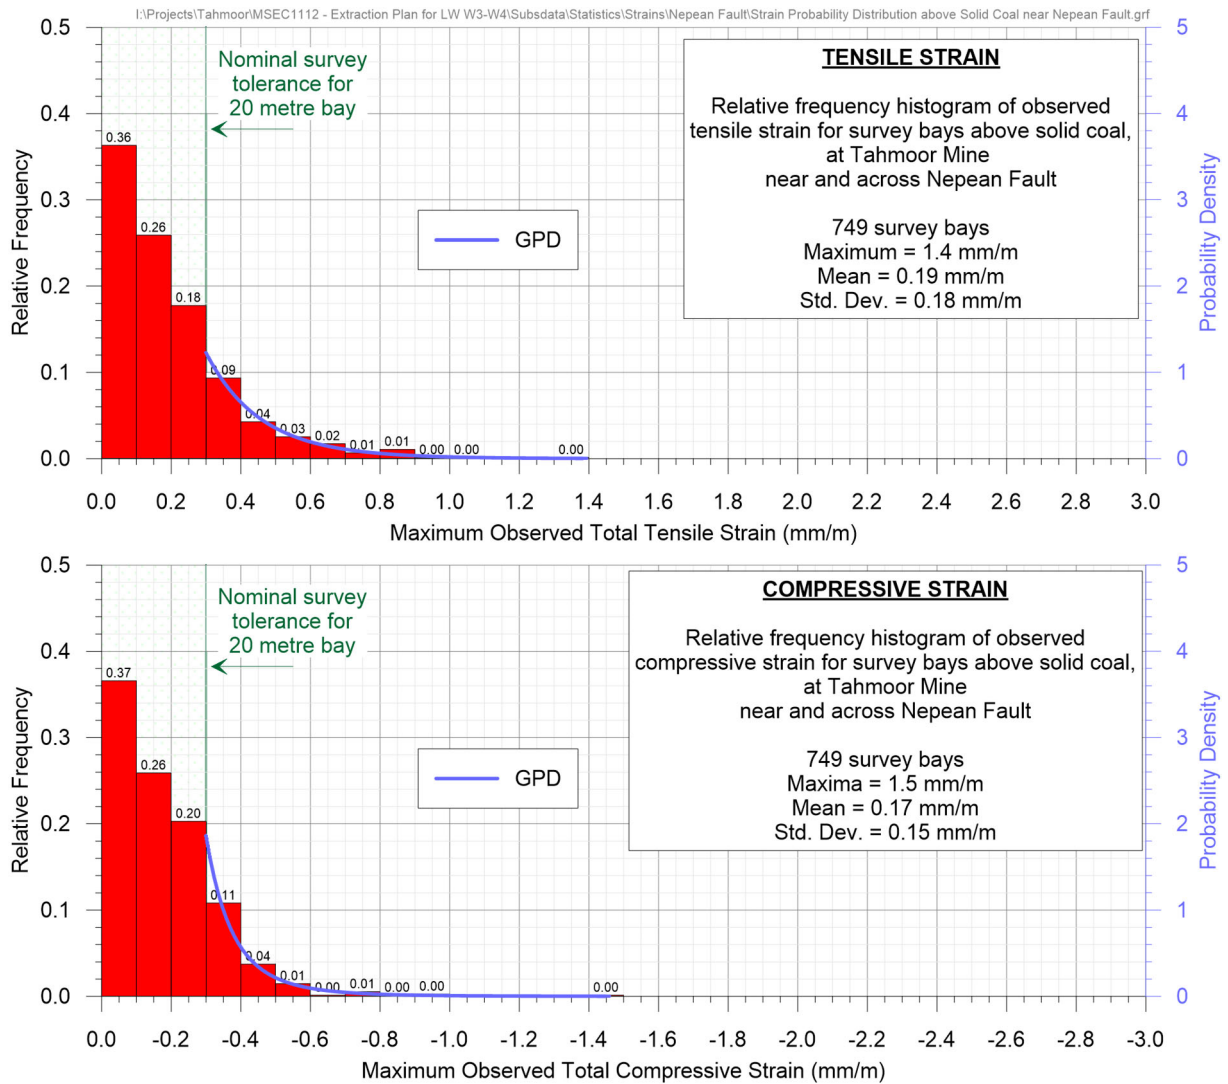 I:\Projects\Tahmoor\MSEC1112 - Extraction Plan for LW W3-W4\Subsdata\Statistics\Strains\Nepean Fault\Strain Probability Distribution above Solid Coal near Nepean Fault.grf
0.5
0.4
0.3
0.2
0.1
0.0
Relative Frequency
Nominal survey
tolerance for
20 metre bay
0.36
0.26
0.18
0.09
0.04
0.03
0.02
0.01
0.01
0.00
0.00
0.00
GPD
TENSILE STRAIN
Relative frequency histogram of observed
tensile strain for survey bays above solid coal,
at Tahmoor Mine
near and across Nepean Fault
749 survey bays
Maximum = 1.4 mm/m
Mean = 0.19 mm/m
Std. Dev. = 0.18 mm/m
5
4
3
2
1
0
Probability Density
0.0 0.2 0.4 0.6 0.8 1.0 1.2 1.4 1.6 1.8 2.0 2.2 2.4 2.6 2.8 3.0
Maximum Observed Total Tensile Strain (mm/m)
0.5
0.4
0.3
0.2
0.1
0.0
Relative Frequency
Nominal survey
tolerance for
20 metre bay
0.37
0.26
0.20
0.11
0.04
0.01
0.00
0.01
0.00
0.00
0.00
GPD
COMPRESSIVE STRAIN
Relative frequency histogram of observed
compressive strain for survey bays above solid coal,
at Tahmoor Mine
near and across Nepean Fault
749 survey bays
Maxima = 1.5 mm/m
Mean = 0.17 mm/m
Std. Dev. = 0.15 mm/m
5
4
3
2
1
0
Probability Density
0.0 -0.2 -0.4 -0.6 -0.8 -1.0 -1.2 -1.4 -1.6 -1.8 -2.0 -2.2 -2.4 -2.6 -2.8 -3.0
Maximum Observed Total Compressive Strain (mm/m)